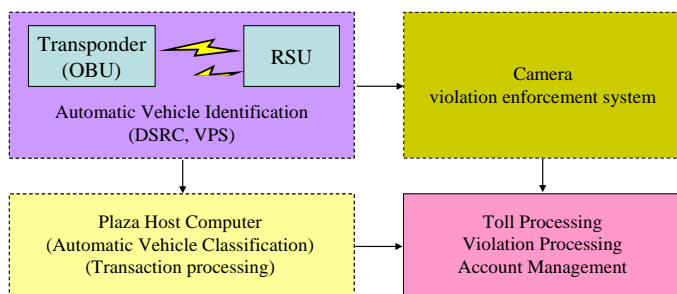 Transponder
(OBU)
RSU
Automatic Vehicle Identification
(DSRC, VPS)
Camera
violation enforcement system
Plaza Host Computer
(Automatic Vehicle Classification)
(Transaction processing)
Toll Processing
Violation Processing
Account Management